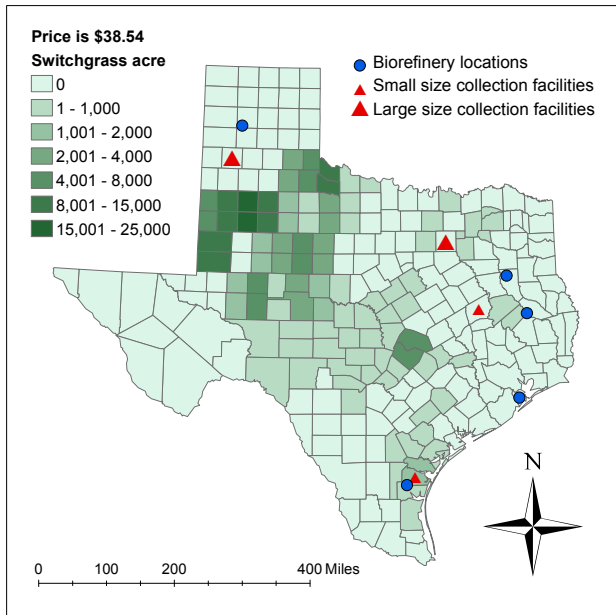 Price is $38.54
Switchgrass acre
0
1 - 1,000
1,001 - 2,000
2,001 - 4,000
4,001 - 8,000
8,001 - 15,000
15,001 - 25,000
Biorefinery locations
Small size collection facilities
Large size collection facilities
N
0 100 200 400 Miles